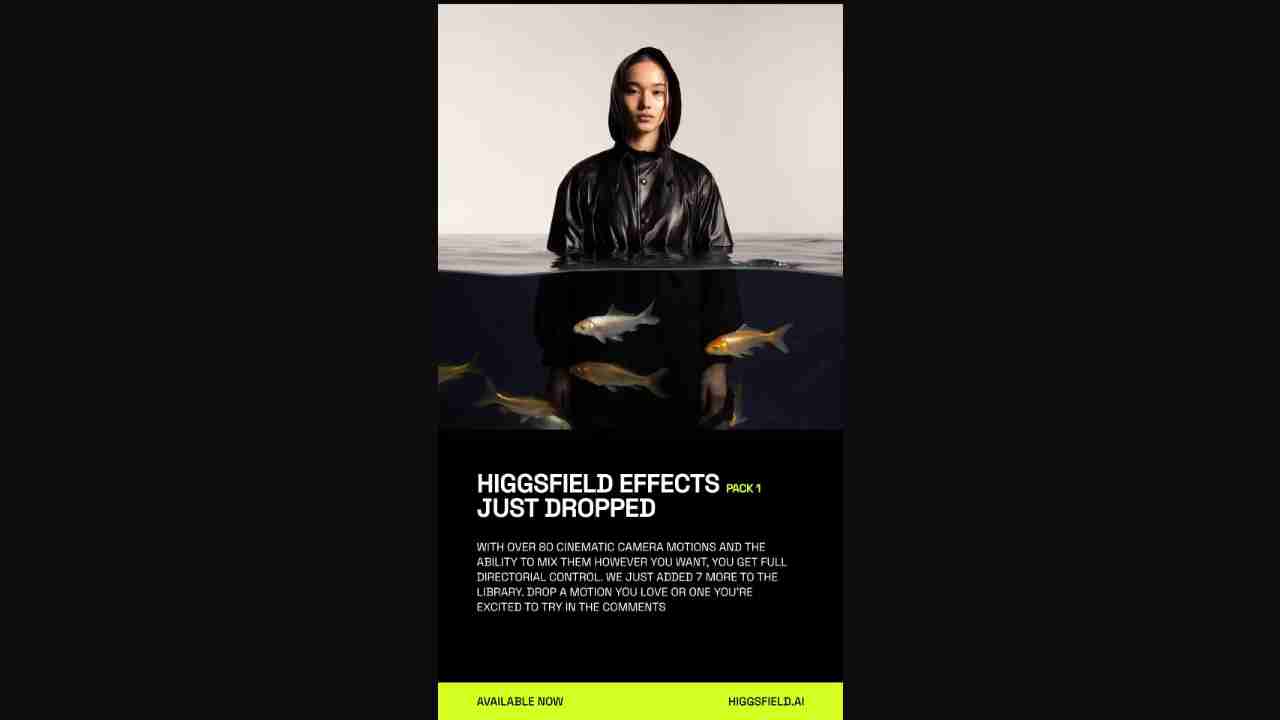 HIGGSFIELD EFFECTS PACK 1
JUST DROPPED
WITH OVER 80 CINEMATIC CAMERA MOTIONS AND THE
ABILITY TO MIX THEM HOWEVER YOU WANT, YOU GET FULL
DIRECTORIAL CONTROL. WE JUST ADDED 7 MORE TO THE
LIBRARY. DROP A MOTION YOU LOVE OR ONE YOU'RE
EXCITED TO TRY IN THE COMMENTS
AVAILABLE NOW
HIGGSFIELD.AI